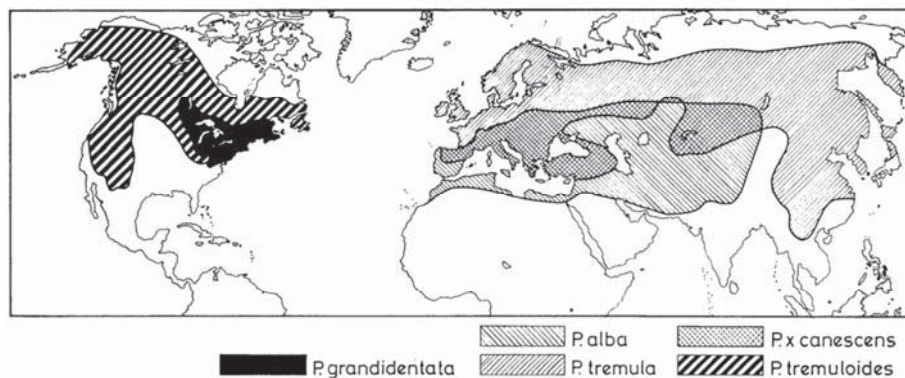 P. alba P. x canescens
P. grandidentata P. tremula P. tremuloides